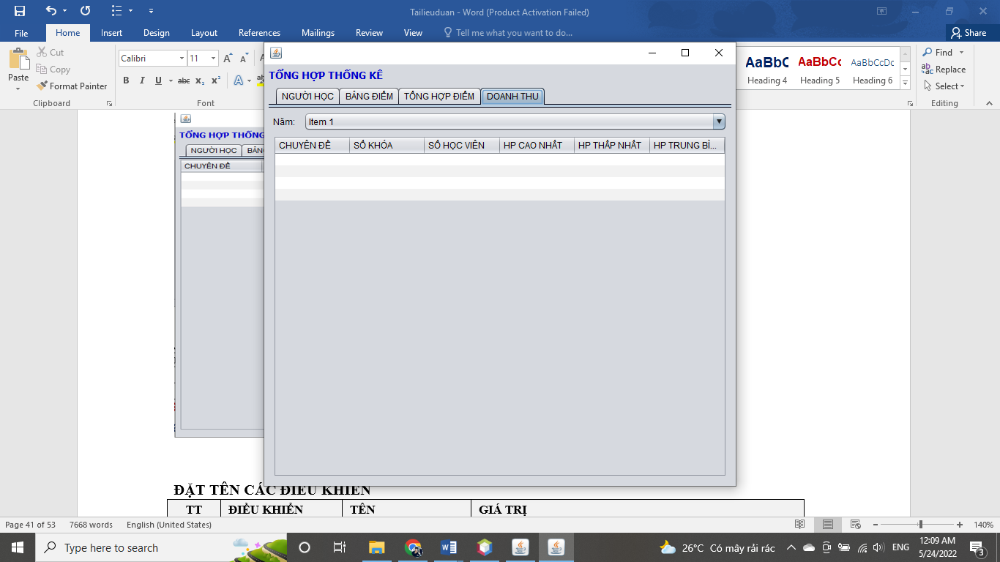 Tailieuduan - Word (Product Activation Failed)
File Home Insert Design Layout References Mailings Review View Tell me what you want to do... Share
Paste
Cut
Copy
Format Painter
Clipboard
Calibri 11
B I U abc X₂ X²
Font
AaBbC AaBbCc AaBbCcDc
Heading 4 Heading 5 Heading 6
Find
Replace
Select
Editing
TỔNG HỢP THỐNG
NGƯỜI HỌC BẢN
CHUYÊN ĐỀ
TỔNG HỢP THỐNG KÊ
NGƯỜI HỌC BẢNG ĐIỂM TỔNG HỢP ĐIỂM DOANH THU
Năm: Item 1
CHUYÊN ĐỀ SỐ KHÓA SỐ HỌC VIÊN HP CAO NHẤT HP THẤP NHẤT HP TRUNG BÌ...
ĐẶT TÊN CÁC ĐIỀU KHIỂN
TT ĐIỀU KHIỂN TÊN GIÁ TRỊ
Page 41 of 53 7668 words English (United States) 140%
Type here to search
26°C Có mây rải rác ENG 12:09 AM
5/24/2022 3